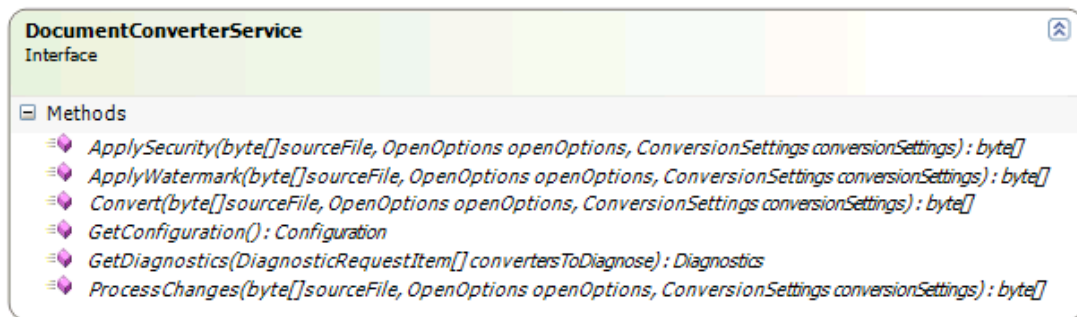 DocumentConverterService
Interface
Methods
ApplySecurity(byte[]sourceFile, OpenOptions openOptions, ConversionSettings conversionSettings) : byte[]
ApplyWatermark(byte[]sourceFile, OpenOptions openOptions, ConversionSettings conversionSettings) : byte[]
Convert(byte[]sourceFile, OpenOptions openOptions, ConversionSettings conversionSettings) : byte[]
GetConfiguration() : Configuration
GetDiagnostics(DiagnosticRequestItem[] convertersToDiagnose) : Diagnostics
ProcessChanges(byte[]sourceFile, OpenOptions openOptions, ConversionSettings conversionSettings) : byte[]